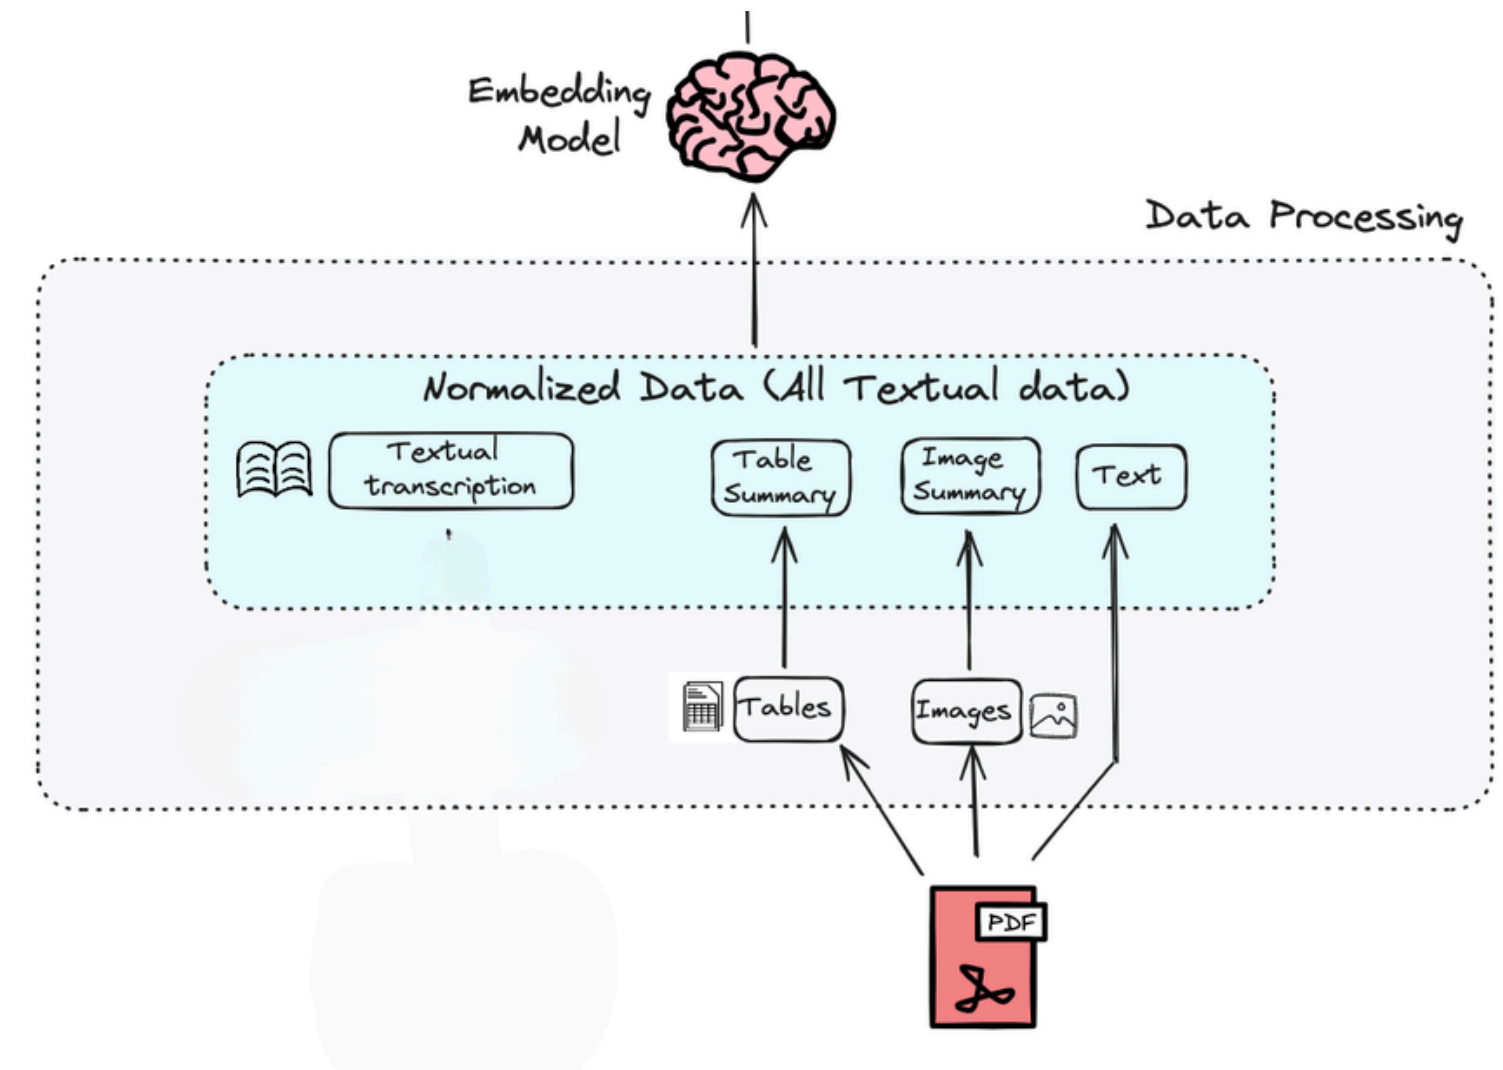 Embedding
Model
Data Processing
Normalized Data (All Textual data)
Textual
transcription
Table
Summary
Image
Summary
Text
Tables
Images
PDF